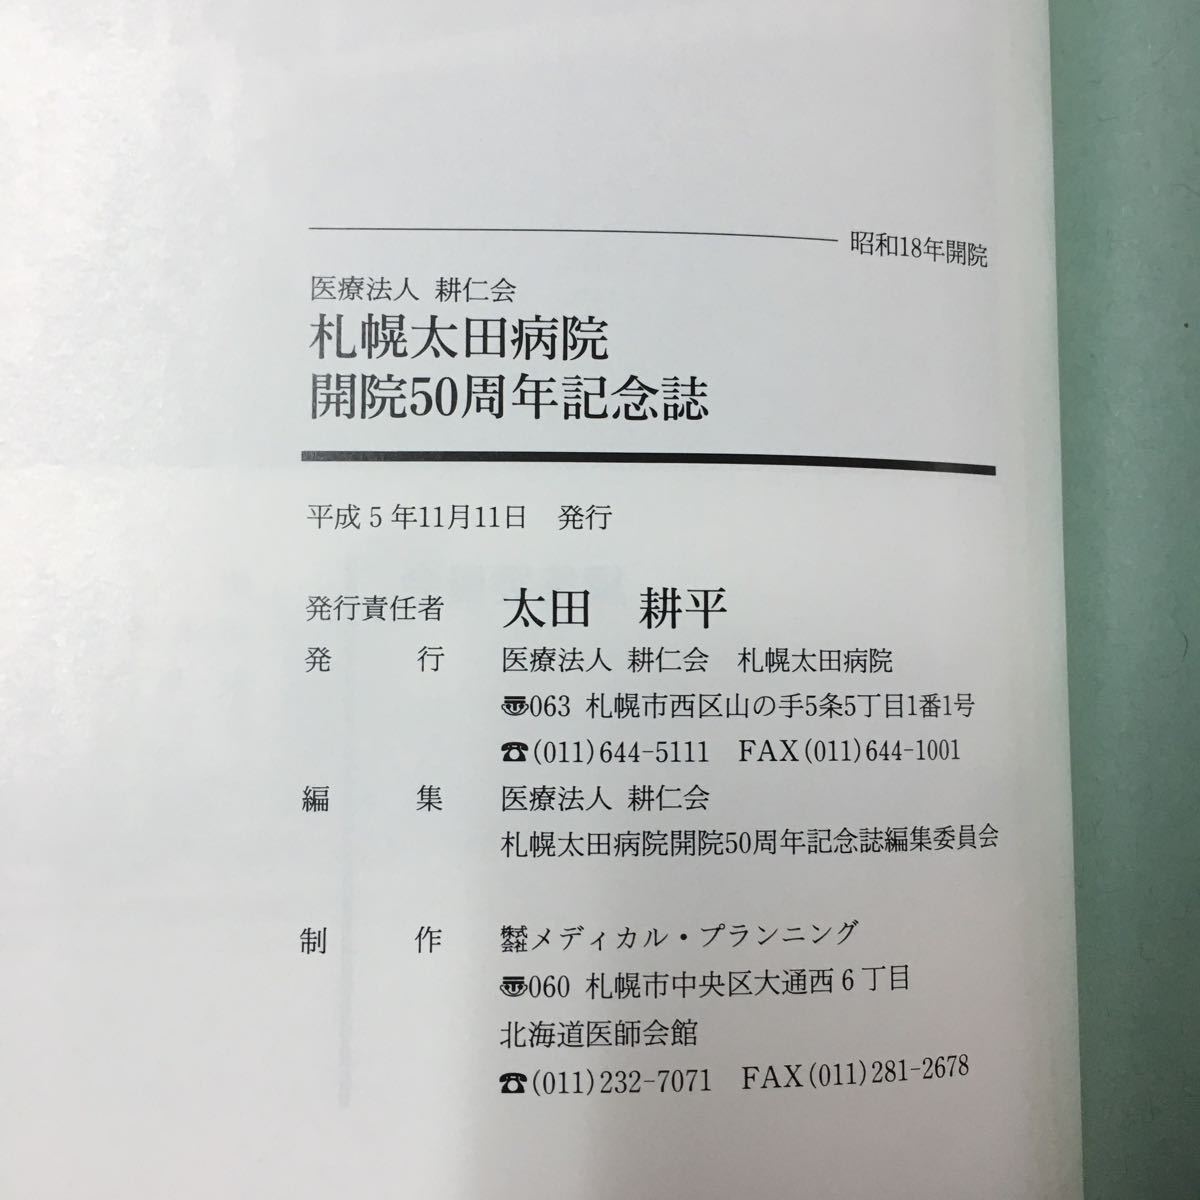 昭和18年開院
医療法人 耕仁会
札幌太田病院
開院50周年記念誌
平成5年11月11日　発行
発行責任者　太田　耕平
発　行　医療法人 耕仁会　札幌太田病院
〠063 札幌市西区山の手5条5丁目1番1号
☎(011)644-5111　FAX(011)644-1001
編　集　医療法人 耕仁会
札幌太田病院開院50周年記念誌編集委員会
制　作　株式会社メディカル・プランニング
〠060 札幌市中央区大通西6丁目
北海道医師会館
☎(011)232-7071　FAX(011)281-2678